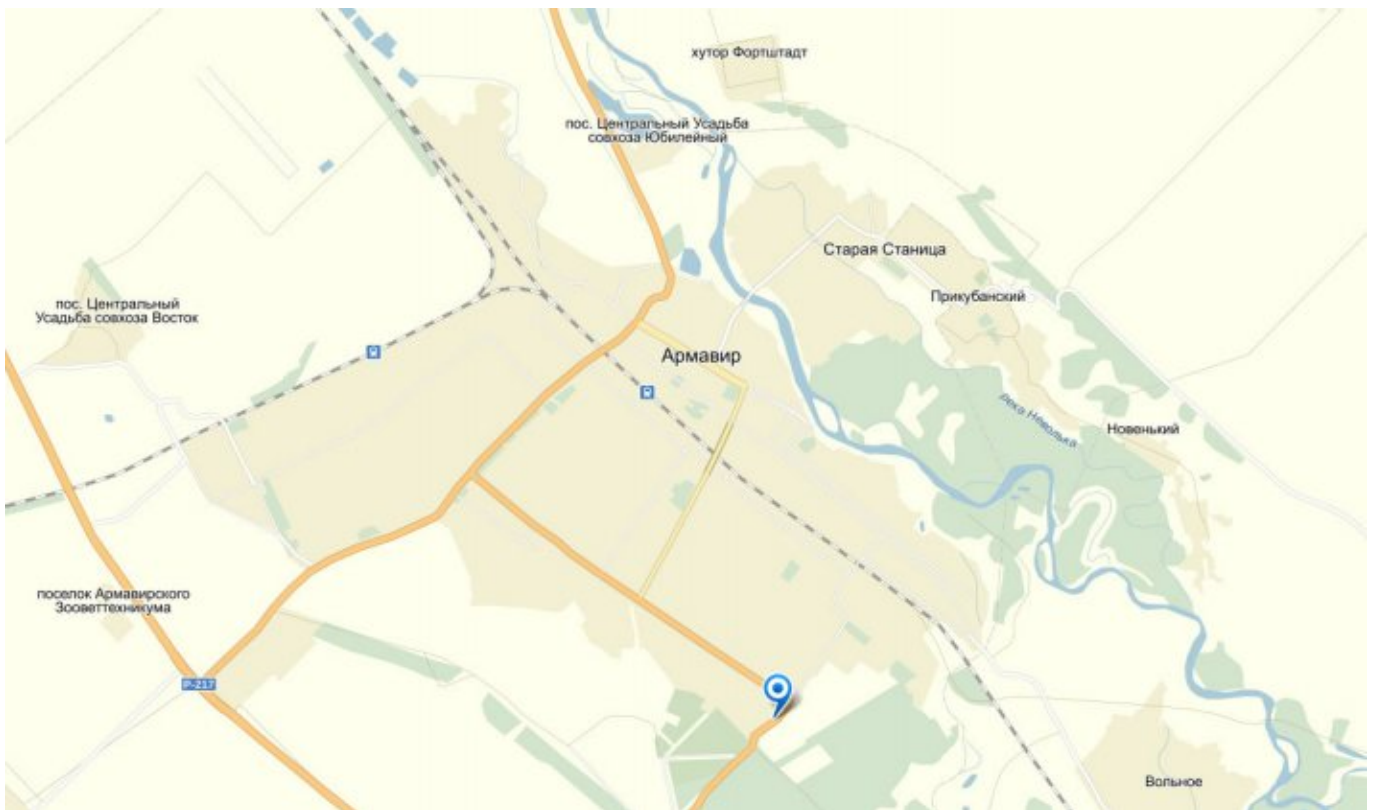 хутор Фортштадт
пос. Центральный Усадьба
совхоза Юбилейный
Старая Станица
пос. Центральный
Усадьба совхоза Восток
Прикубанский
Армавир
река Неволька
Новенький
поселок Армавирского
Зооветтехникума
Р-217
Вольное